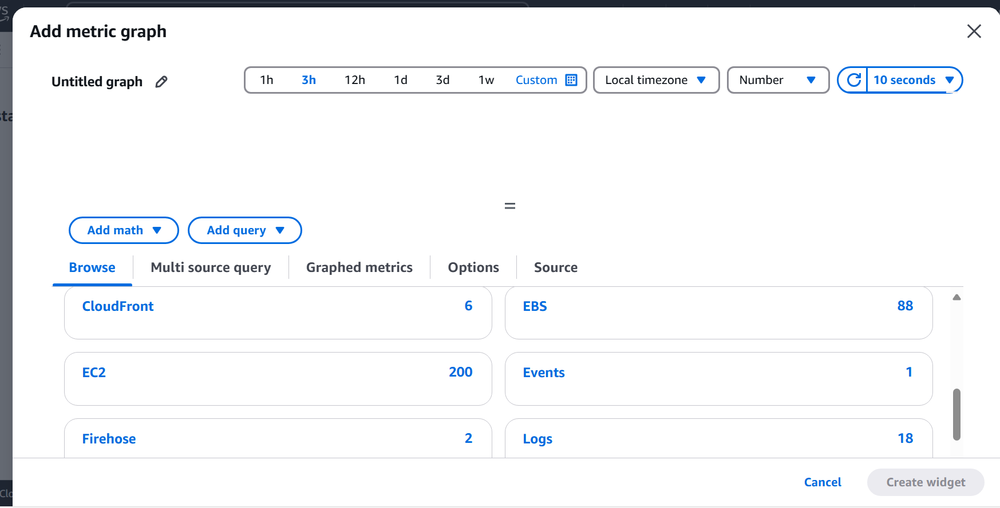 Add metric graph
Untitled graph
1h 3h 12h 1d 3d 1w Custom
Local timezone
Number
10 seconds
Add math
Add query
Browse
Multi source query
Graphed metrics
Options
Source
CloudFront 6
EBS 88
EC2 200
Events 1
Firehose 2
Logs 18
Cancel
Create widget